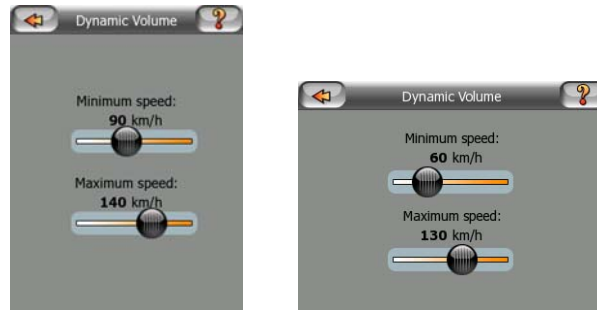 Dynamic Volume
Minimum speed:
90 km/h
Maximum speed:
140 km/h
Dynamic Volume
Minimum speed:
60 km/h
Maximum speed:
130 km/h